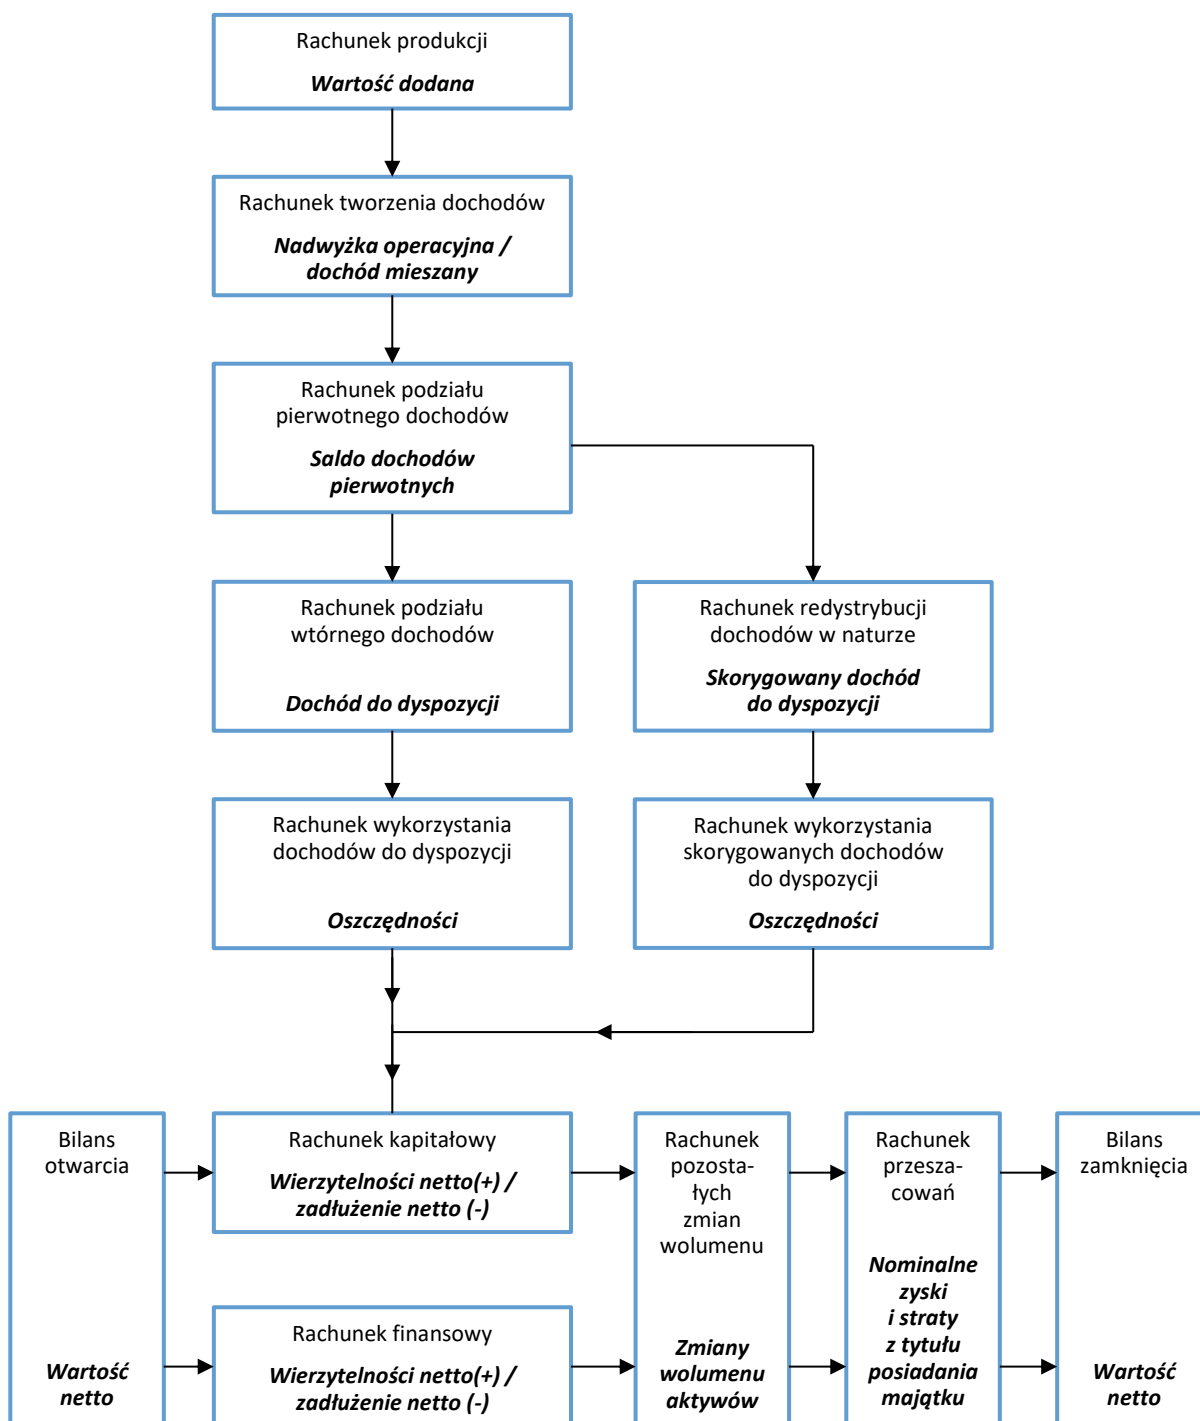 Rachunek produkcji
Wartość dodana
Rachunek tworzenia dochodów
Nadwyżka operacyjna /
dochód mieszany
Rachunek podziału
pierwotnego dochodów
Saldo dochodów
pierwotnych
Rachunek podziału
wtórnego dochodów
Dochód do dyspozycji
Rachunek redystrybucji
dochodów w naturze
Skorygowany dochód
do dyspozycji
Rachunek wykorzystania
dochodów do dyspozycji
Oszczędności
Rachunek wykorzystania
skorygowanych dochodów
do dyspozycji
Oszczędności
Bilans
otwarcia
Wartość
netto
Rachunek kapitałowy
Wierzytelności netto(+) /
zadłużenie netto (-)
Rachunek finansowy
Wierzytelności netto(+) /
zadłużenie netto (-)
Rachunek
pozosta-
łych
zmian
wolumenu
Zmiany
wolumenu
aktywów
Rachunek
przesza-
cowań
Nominalne
zyski
i straty
z tytułu
posiadania
majątku
Bilans
zamknięcia
Wartość
netto